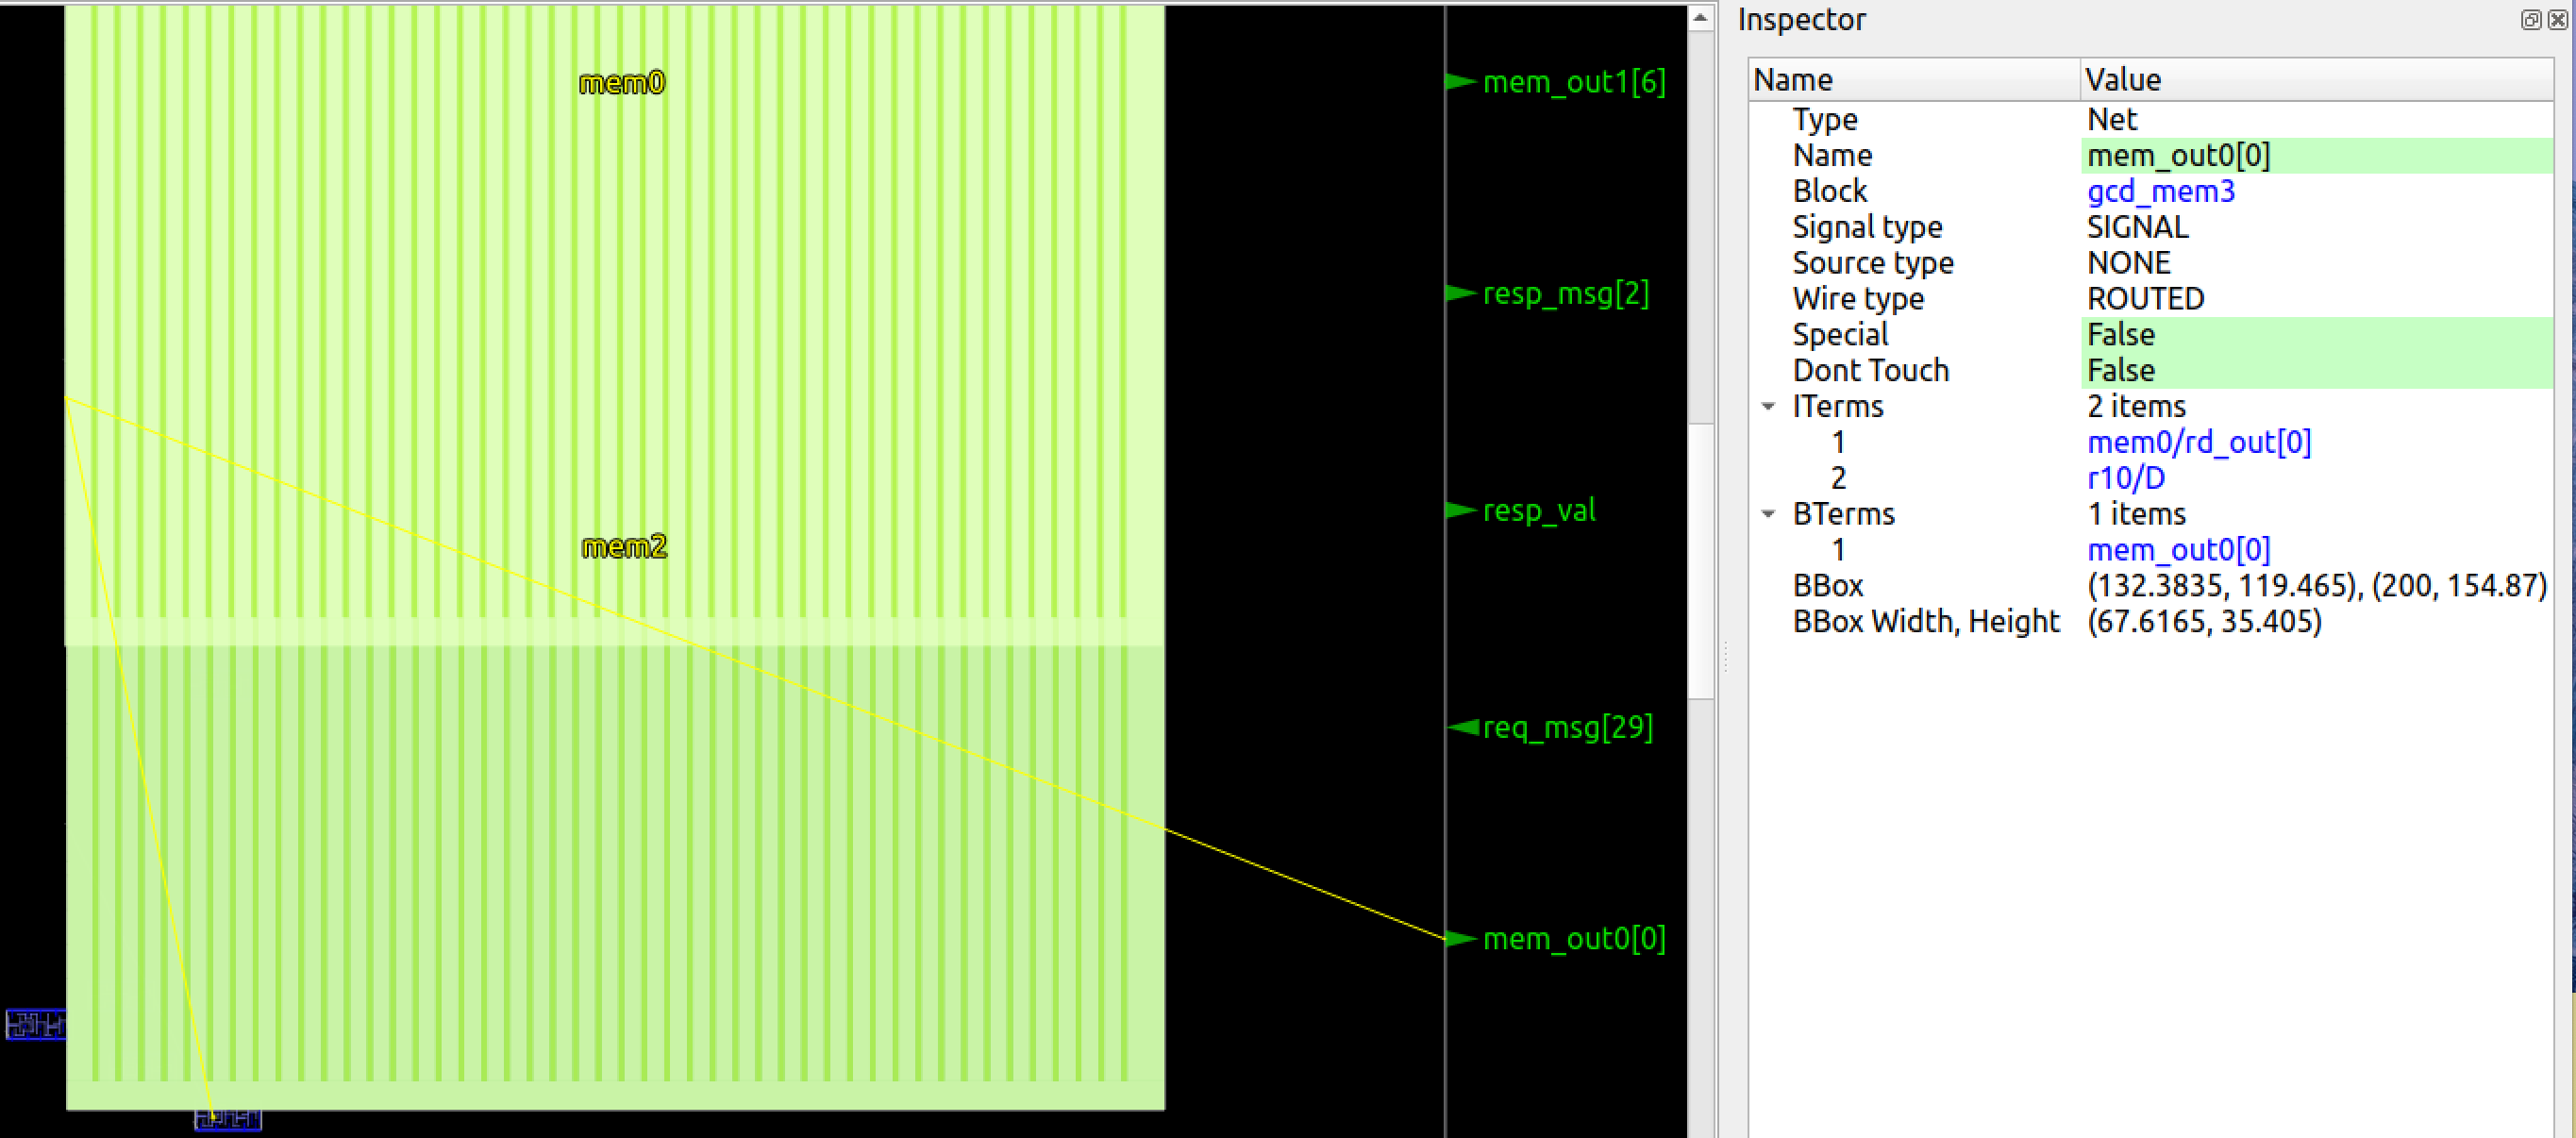 mem0
mem2
mem_out1[6]
resp_msg[2]
resp_val
req_msg[29]
mem_out0[0]
Inspector
Name Value
Type Net
Name mem_out0[0]
Block gcd_mem3
Signal type SIGNAL
Source type NONE
Wire type ROUTED
Special False
Dont Touch False
ITerms 2 items
1 mem0/rd_out[0]
2 r10/D
BTerms 1 items
1 mem_out0[0]
BBox (132.3835, 119.465), (200, 154.87)
BBox Width, Height (67.6165, 35.405)